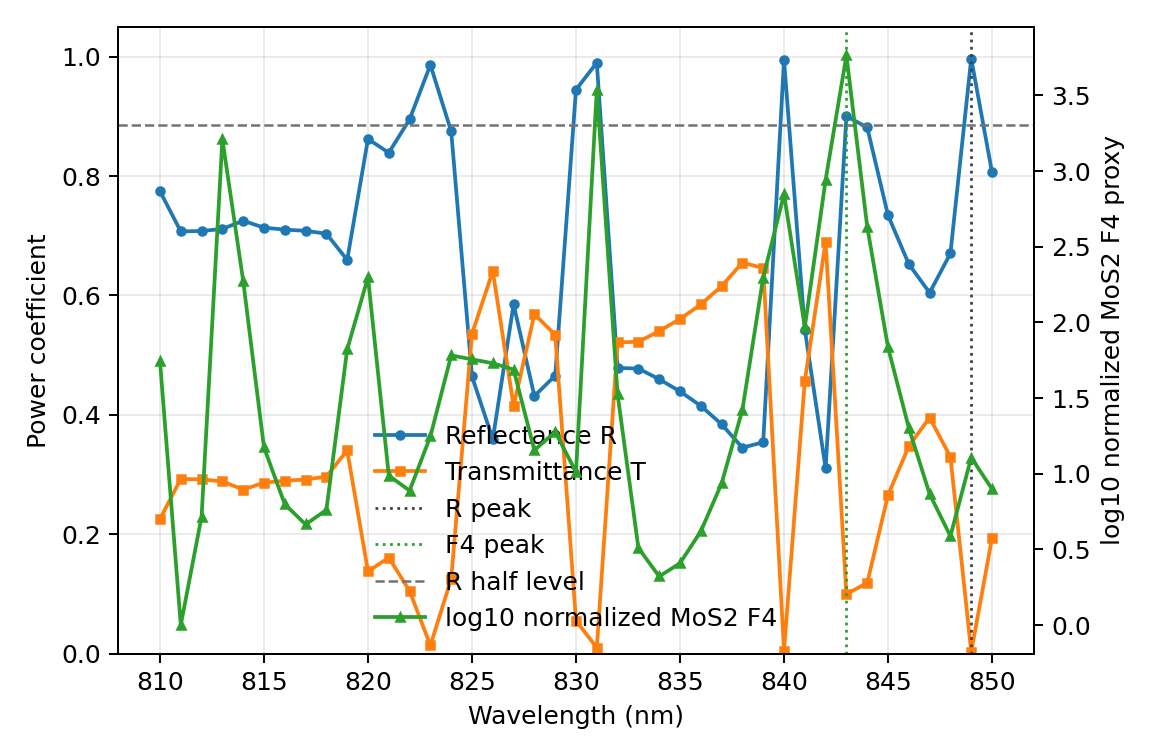 1.0
0.8
0.6
0.4
0.2
0.0
Power coefficient
810 815 820 825 830 835 840 845 850
Wavelength (nm)
3.5
3.0
2.5
2.0
1.5
1.0
0.5
0.0
log10 normalized MoS2 F4 proxy
Reflectance R
Transmittance T
R peak
F4 peak
R half level
log10 normalized MoS2 F4